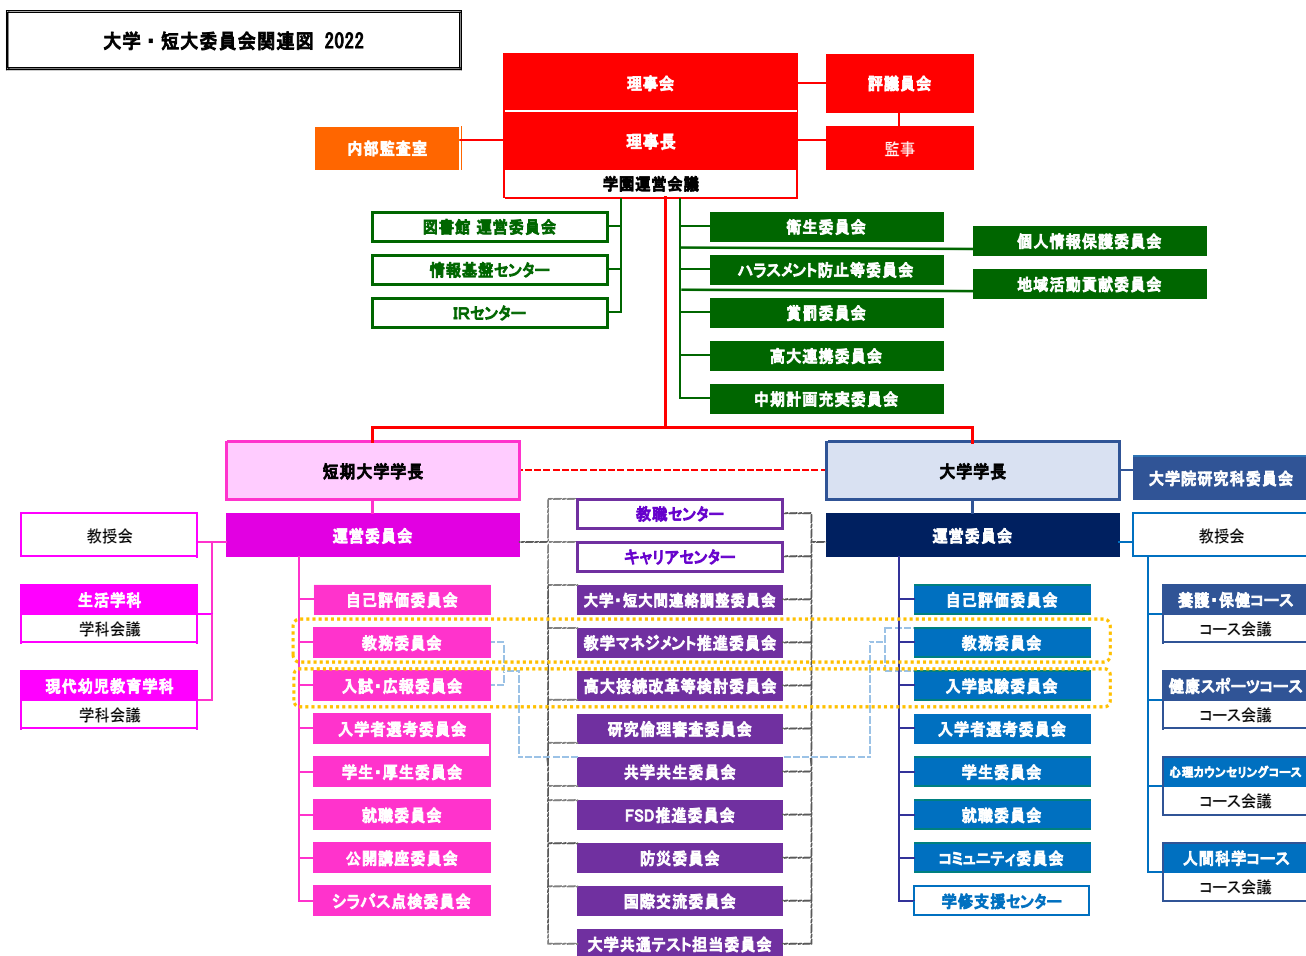 大学・短大委員会関連図 2022
理事会
評議員会
理事長
内部監査室
監事
学園運営会議
図書館 運営委員会
情報基盤センター
IRセンター
衛生委員会
個人情報保護委員会
ハラスメント防止等委員会
地域活動貢献委員会
賞罰委員会
高大連携委員会
中期計画充実委員会
短期大学学長
大学学長
大学院研究科委員会
教授会
運営委員会
教職センター
キャリアセンター
運営委員会
教授会
生活学科
学科会議
現代幼児教育学科
学科会議
自己評価委員会
教務委員会
入試・広報委員会
入学者選考委員会
学生・厚生委員会
就職委員会
公開講座委員会
シラバス点検委員会
大学・短大間連絡調整委員会
教学マネジメント推進委員会
高大接続改革等検討委員会
研究倫理審査委員会
共学共生委員会
FSD推進委員会
防災委員会
国際交流委員会
大学共通テスト担当委員会
自己評価委員会
教務委員会
入学試験委員会
入学者選考委員会
学生委員会
就職委員会
コミュニティ委員会
学修支援センター
養護・保健コース
コース会議
健康スポーツコース
コース会議
心理カウンセリングコース
コース会議
人間科学コース
コース会議